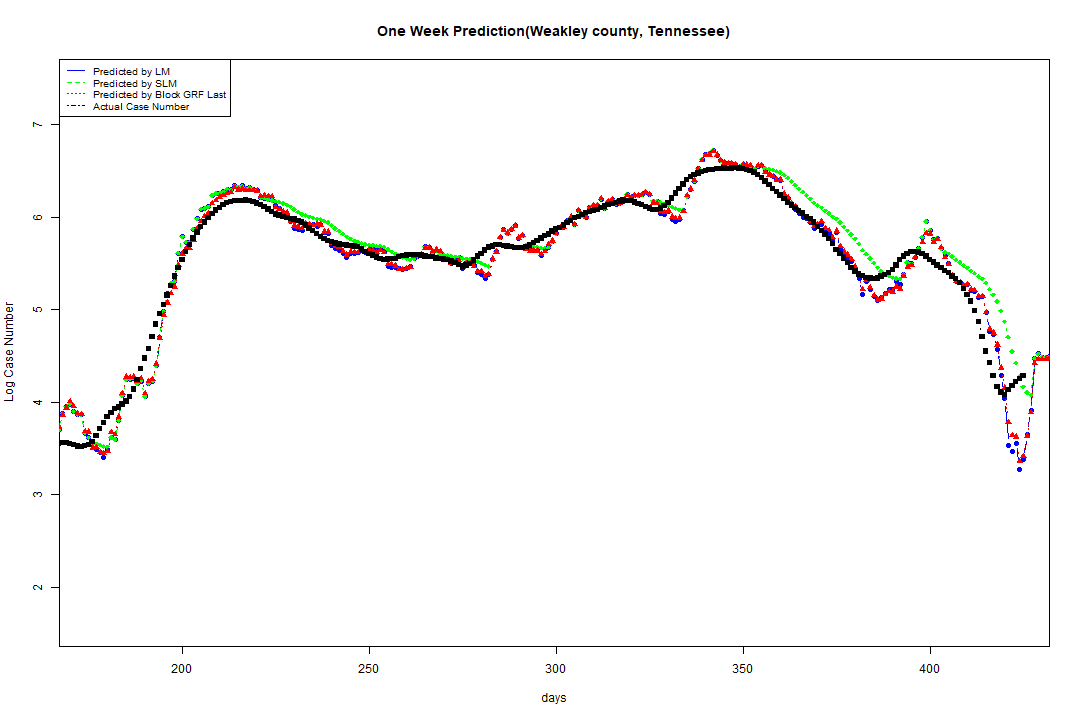 One Week Prediction(Weakley county, Tennessee)
Predicted by LM
Predicted by SLM
Predicted by Block GRF Last
Actual Case Number
7
6
5
4
3
2
Log Case Number
200 250 300 350 400
days